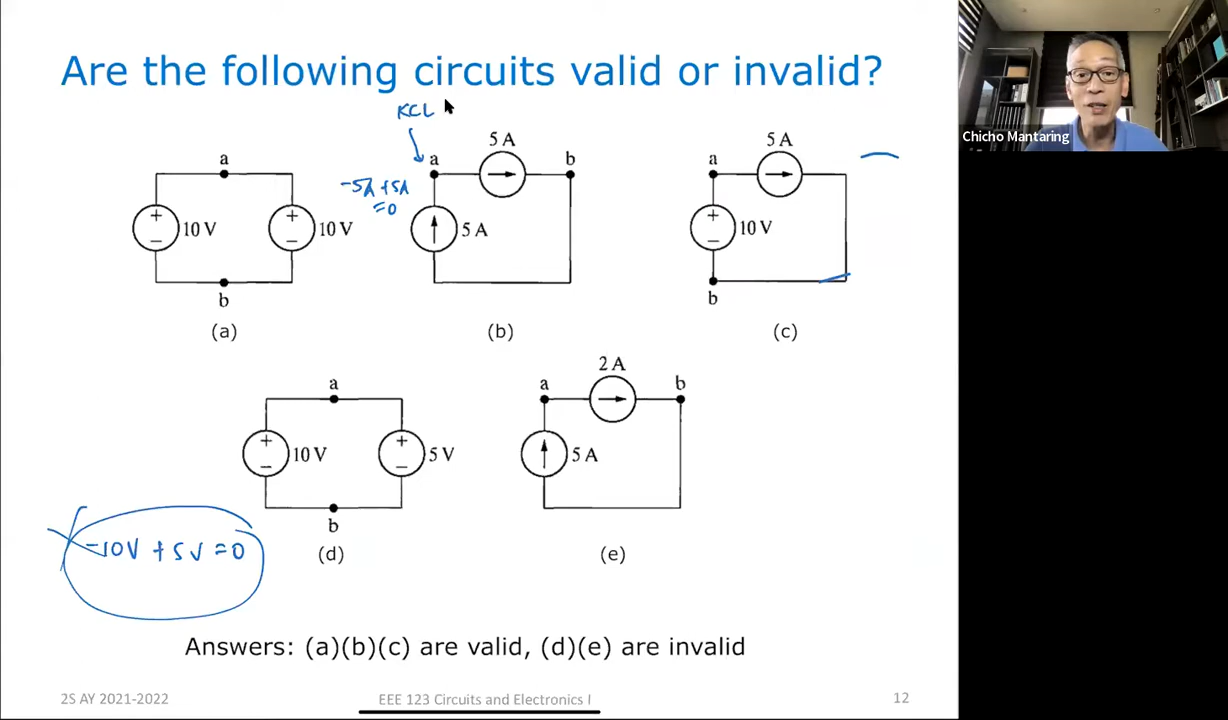 Are the following circuits valid or invalid?
KCL
Chicho Mantaring
a
5 A
a
b
a
5 A
-5A + 5A
= 0
+
−
10 V
+
−
10 V
5 A
+
−
10 V
b
b
(a)
(b)
(c)
a
2 A
a
b
+
−
10 V
+
−
5 V
5 A
b
-10V + 5V = 0
(d)
(e)
Answers: (a)(b)(c) are valid, (d)(e) are invalid
2S AY 2021-2022
EEE 123 Circuits and Electronics I
12